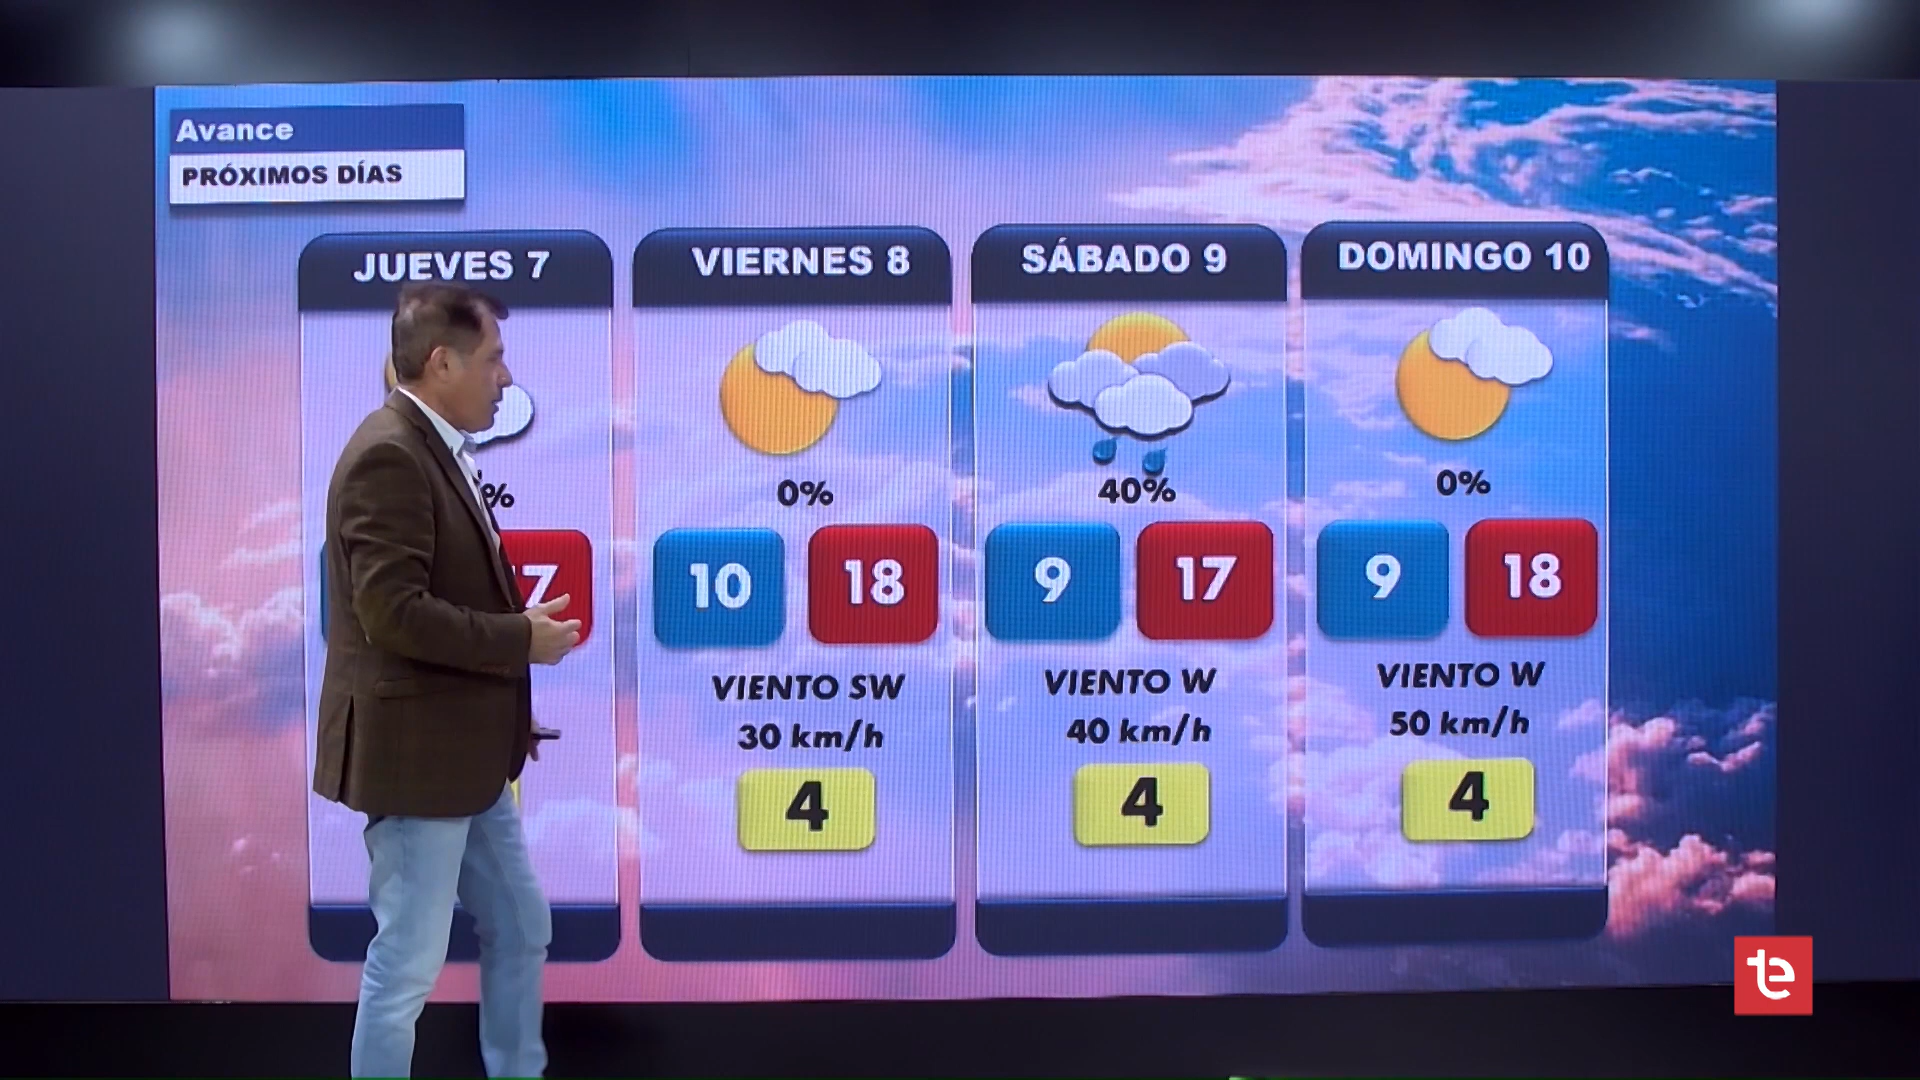 Avance
PRÓXIMOS DÍAS
JUEVES 7
VIERNES 8
0%
10 18
VIENTO SW
30 km/h
4
SÁBADO 9
40%
9 17
VIENTO W
40 km/h
4
DOMINGO 10
0%
9 18
VIENTO W
50 km/h
4
te